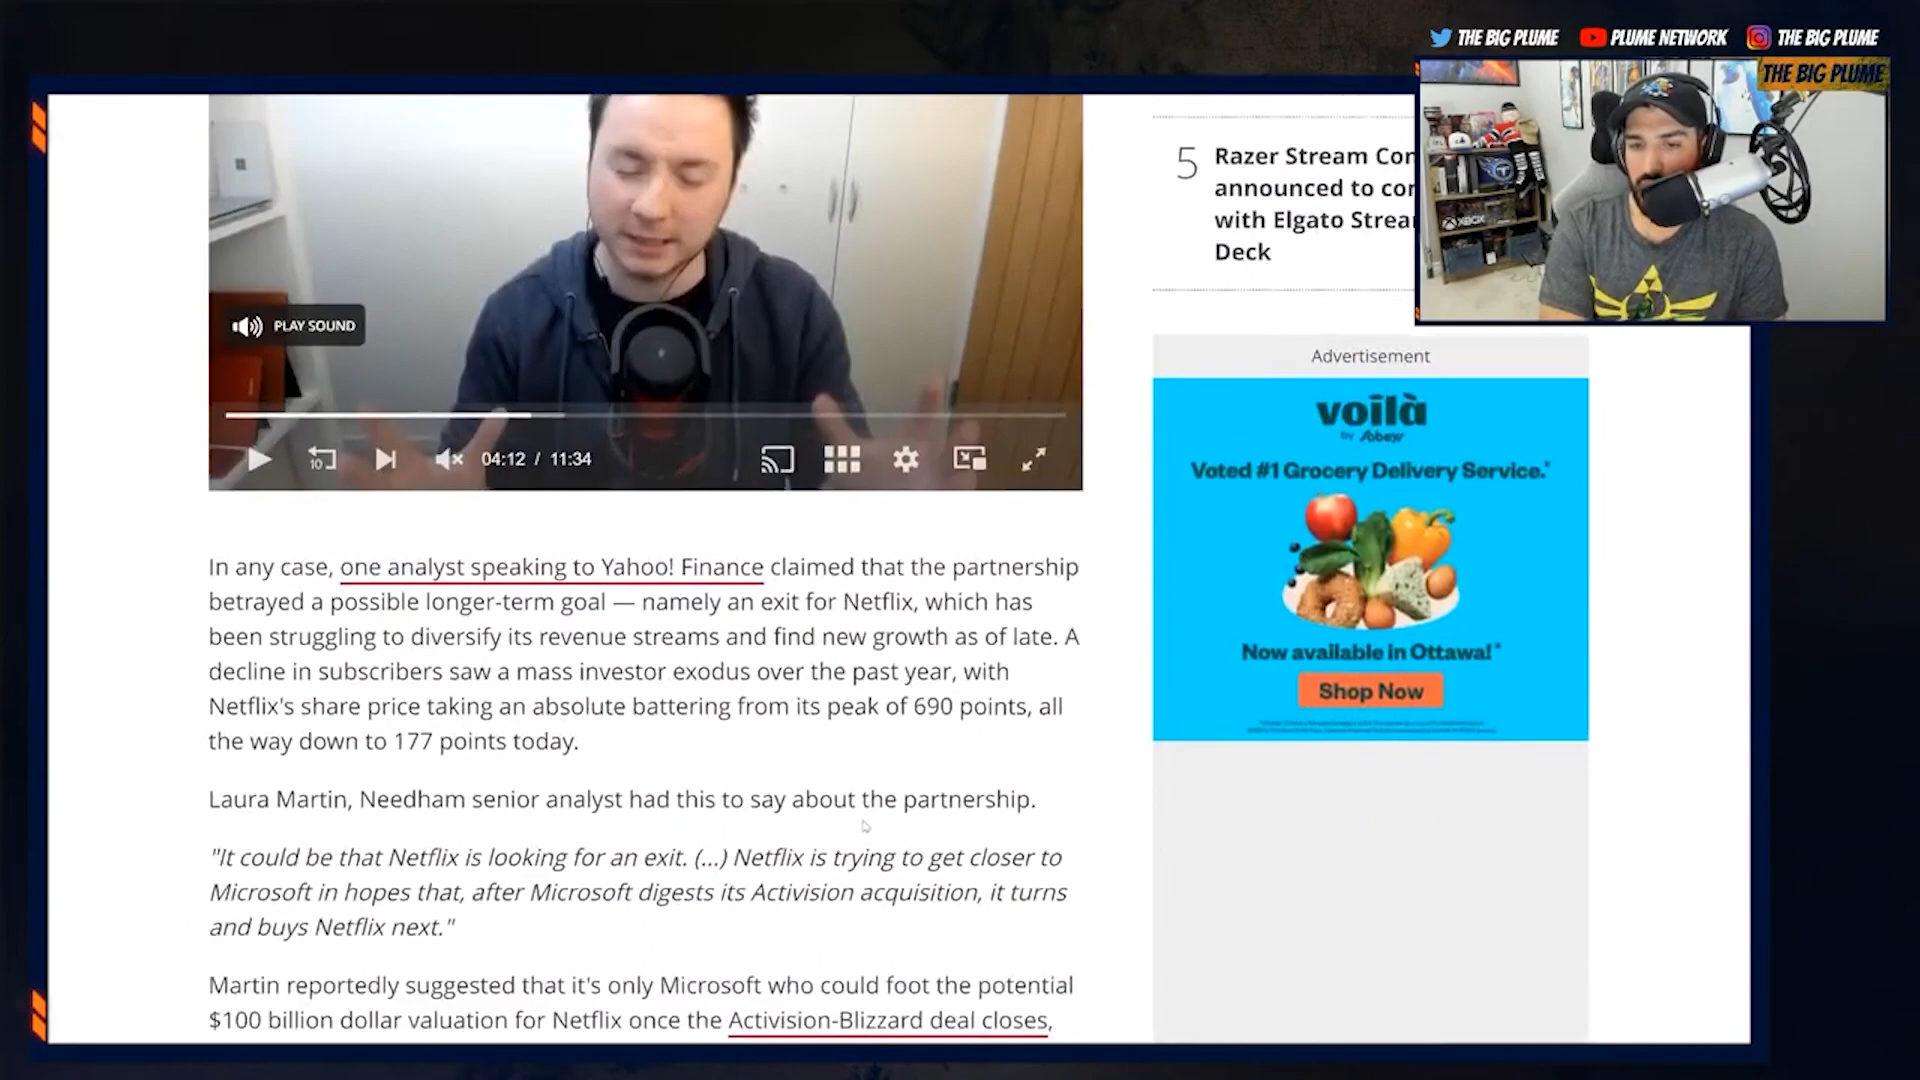 THE BIG PLUME PLUME NETWORK THE BIG PLUME
THE BIG PLUME
XBOX
PLAY SOUND
10 04:12 / 11:34
5 Razer Stream Con
announced to con
with Elgato Strea
Deck
Advertisement
voilà
by Sobeys
Voted #1 Grocery Delivery Service.*
Now available in Ottawa!*
Shop Now
In any case, one analyst speaking to Yahoo! Finance claimed that the partnership
betrayed a possible longer-term goal — namely an exit for Netflix, which has
been struggling to diversify its revenue streams and find new growth as of late. A
decline in subscribers saw a mass investor exodus over the past year, with
Netflix's share price taking an absolute battering from its peak of 690 points, all
the way down to 177 points today.
Laura Martin, Needham senior analyst had this to say about the partnership.
"It could be that Netflix is looking for an exit. (...) Netflix is trying to get closer to
Microsoft in hopes that, after Microsoft digests its Activision acquisition, it turns
and buys Netflix next."
Martin reportedly suggested that it's only Microsoft who could foot the potential
$100 billion dollar valuation for Netflix once the Activision-Blizzard deal closes,